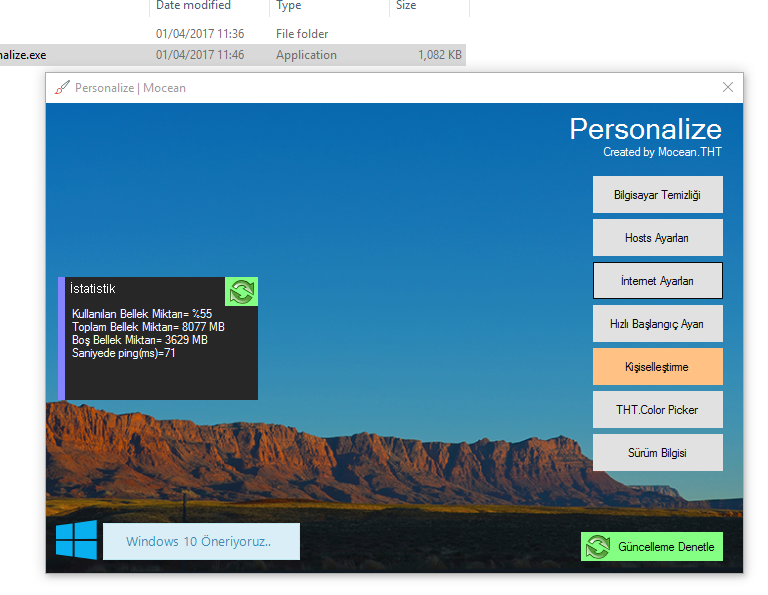 Date modified Type Size
01/04/2017 11:36 File folder
nalize.exe 01/04/2017 11:46 Application 1,082 KB
Personalize | Mocean
Personalize
Created by Mocean.THT
Bilgisayar Temizliği
Hosts Ayarları
İnternet Ayarları
Hızlı Başlangıç Ayarı
Kişiselleştirme
THT.Color Picker
Sürüm Bilgisi
İstatistik
Kullanılan Bellek Miktarı= %55
Toplam Bellek Miktarı= 8077 MB
Boş Bellek Miktarı= 3629 MB
Saniyede ping(ms)=71
Windows 10 Öneriyoruz..
Güncelleme Denetle